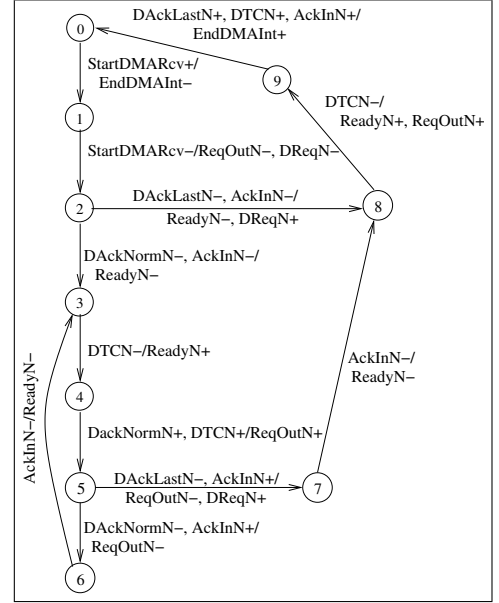 DAckLastN+, DTCN+, AckInN+/
EndDMAInt+
0
StartDMARcv+/
EndDMAInt−
9
DTCN−/
ReadyN+, ReqOutN+
1
StartDMARcv−/ReqOutN−, DReqN−
2
DAckLastN−, AckInN−/
ReadyN−, DReqN+
8
DAckNormN−, AckInN−/
ReadyN−
3
DTCN−/ReadyN+
AckInN−/
ReadyN−
AckInN−/ReadyN−
4
DackNormN+, DTCN+/ReqOutN+
5
DAckLastN−, AckInN+/
ReqOutN−, DReqN+
7
DAckNormN−, AckInN+/
ReqOutN−
6